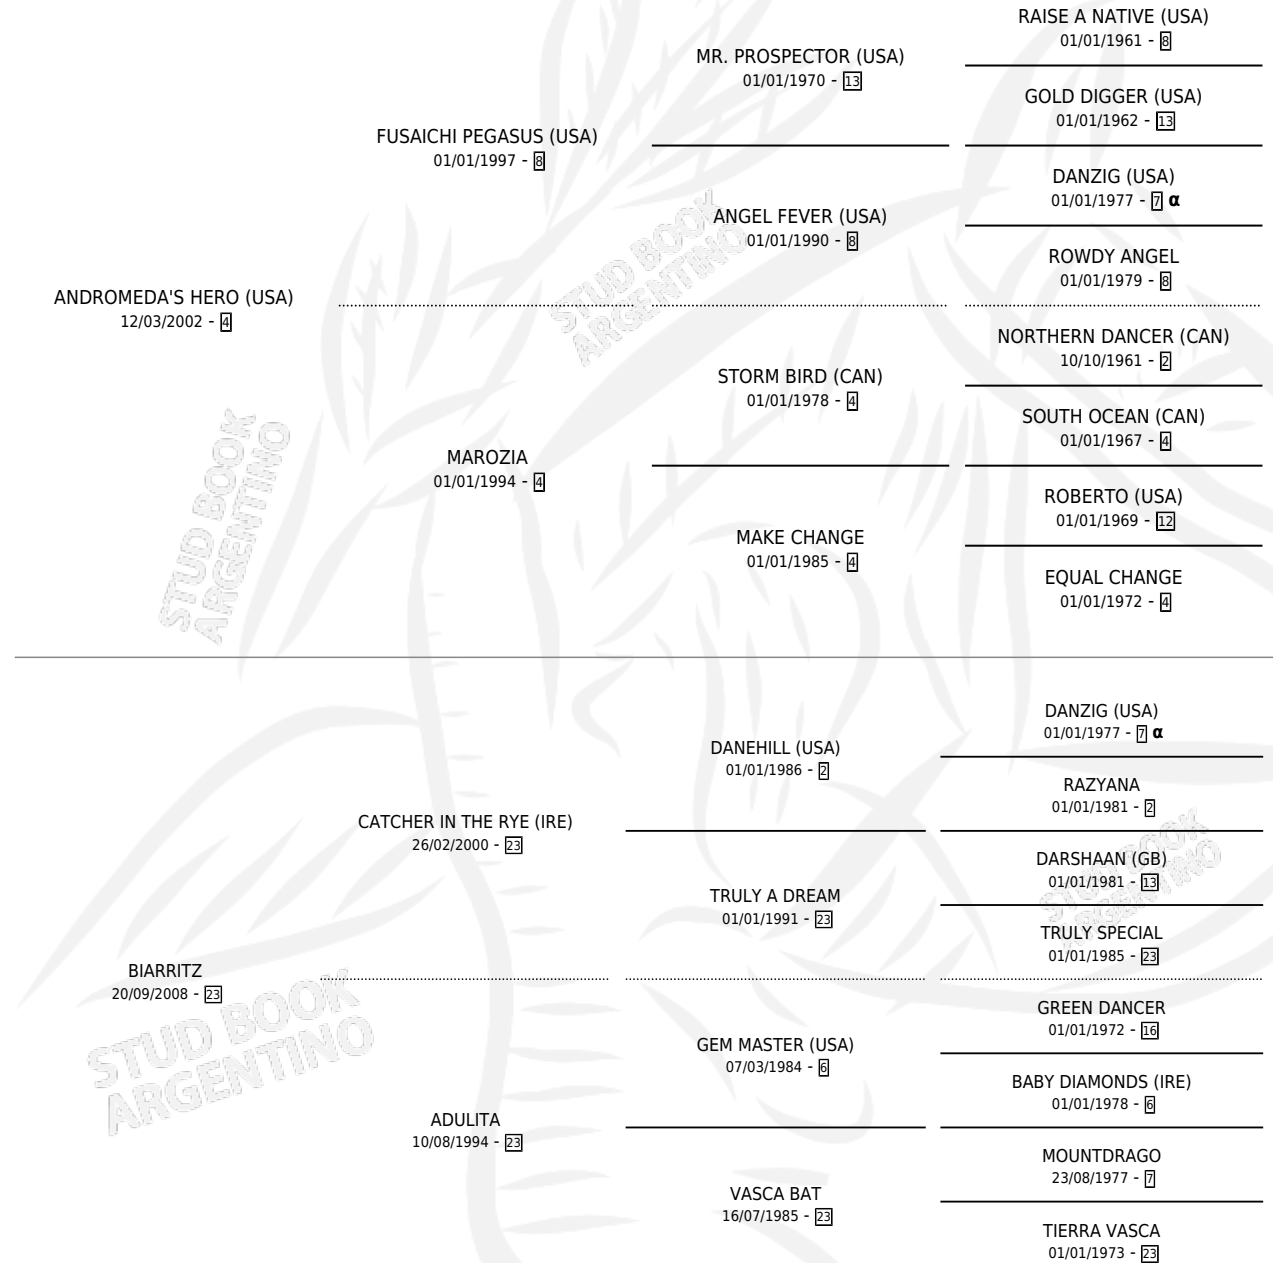 RAISE A NATIVE (USA)
01/01/1961 - 8
MR. PROSPECTOR (USA)
01/01/1970 - 13
GOLD DIGGER (USA)
01/01/1962 - 13
FUSAICHI PEGASUS (USA)
01/01/1997 - 8
DANZIG (USA)
01/01/1977 - 7 α
ANGEL FEVER (USA)
01/01/1990 - 8
ROWDY ANGEL
01/01/1979 - 8
STUD BOOK
ARGENTINO
ANDROMEDA'S HERO (USA)
12/03/2002 - 4
NORTHERN DANCER (CAN)
10/10/1961 - 2
STORM BIRD (CAN)
01/01/1978 - 4
SOUTH OCEAN (CAN)
01/01/1967 - 4
MAROZIA
01/01/1994 - 4
STUD BOOK
ARGENTINO
ROBERTO (USA)
01/01/1969 - 12
MAKE CHANGE
01/01/1985 - 4
EQUAL CHANGE
01/01/1972 - 4
DANZIG (USA)
01/01/1977 - 7 α
DANEHILL (USA)
01/01/1986 - 2
RAZYANA
01/01/1981 - 2
CATCHER IN THE RYE (IRE)
26/02/2000 - 23
STUD BOOK
ARGENTINO
DARSHAAN (GB)
01/01/1981 - 13
TRULY A DREAM
01/01/1991 - 23
TRULY SPECIAL
01/01/1985 - 23
BIARRITZ
20/09/2008 - 23
STUD BOOK
ARGENTINO
GREEN DANCER
01/01/1972 - 16
GEM MASTER (USA)
07/03/1984 - 6
BABY DIAMONDS (IRE)
01/01/1978 - 6
ADULITA
10/08/1994 - 23
MOUNTDRAGO
23/08/1977 - 7
VASCA BAT
16/07/1985 - 23
TIERRA VASCA
01/01/1973 - 23